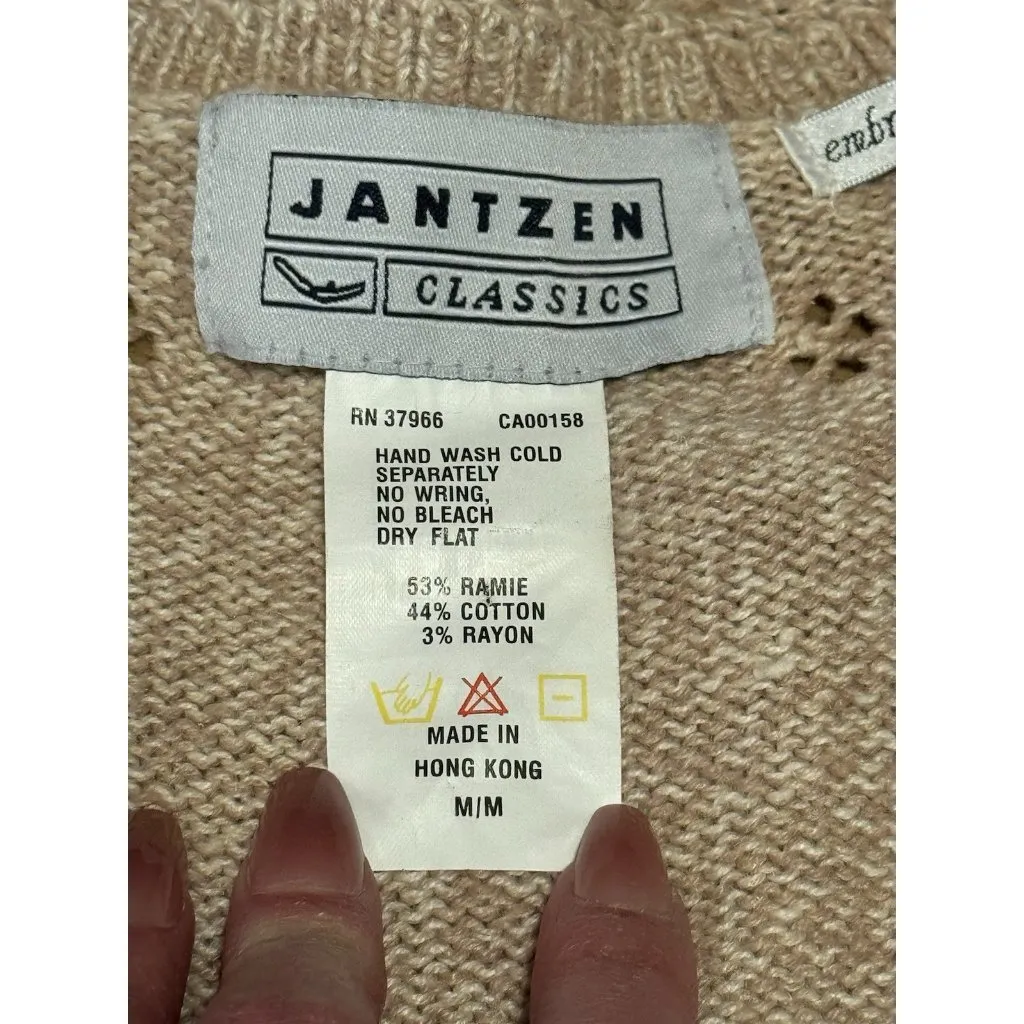 JANTZEN
CLASSICS
RN 37966 CA00158
HAND WASH COLD
SEPARATELY
NO WRING,
NO BLEACH
DRY FLAT
53% RAMIE
44% COTTON
3% RAYON
MADE IN
HONG KONG
M/M